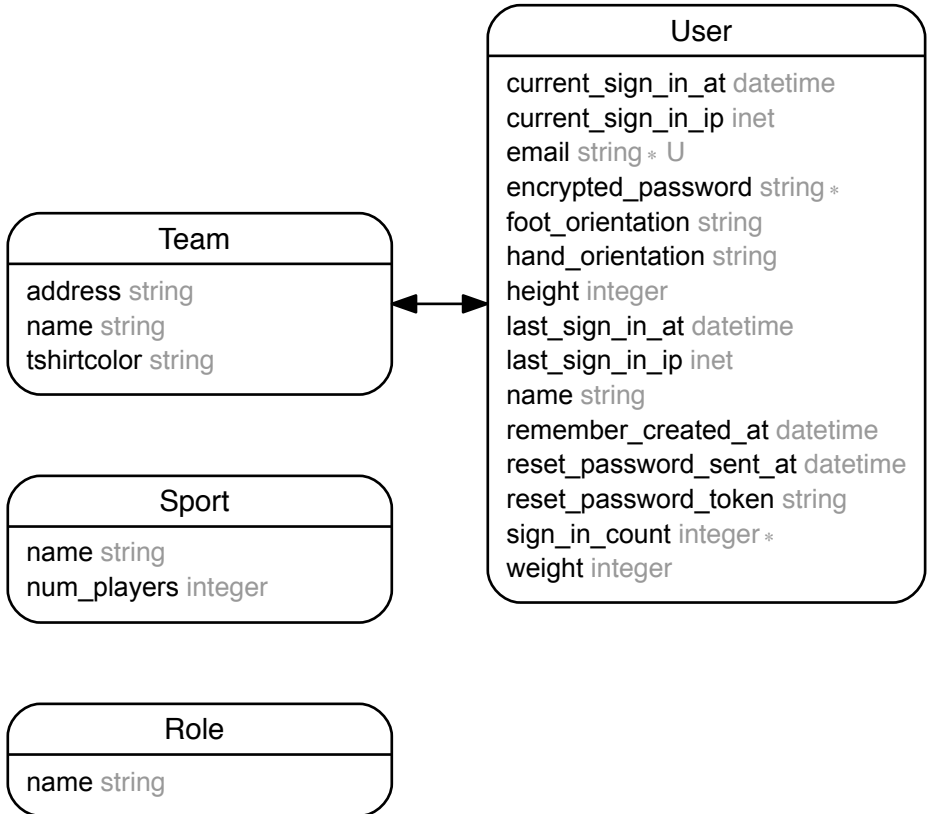 User
current_sign_in_at datetime
current_sign_in_ip inet
email string * U
encrypted_password string *
foot_orientation string
hand_orientation string
height integer
last_sign_in_at datetime
last_sign_in_ip inet
name string
remember_created_at datetime
reset_password_sent_at datetime
reset_password_token string
sign_in_count integer *
weight integer
Team
address string
name string
tshirtcolor string
Sport
name string
num_players integer
Role
name string